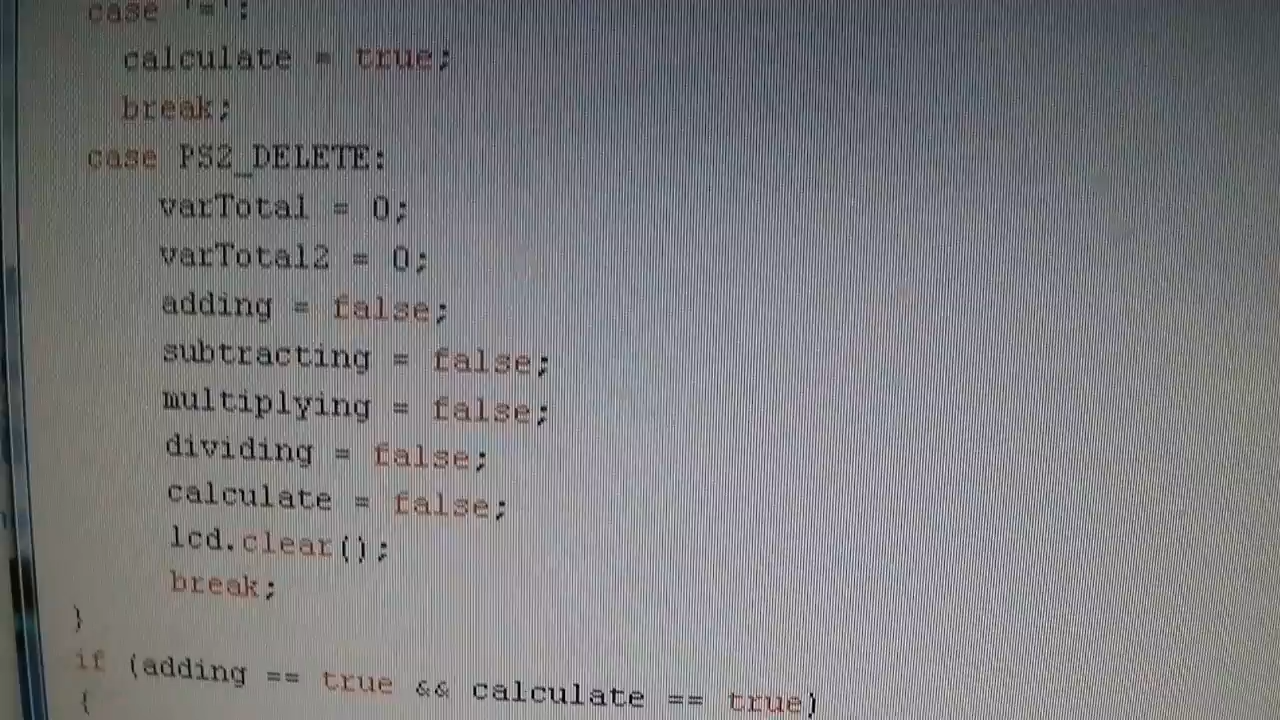 case '=':
calculate = true;
break;
case PS2_DELETE:
varTotal = 0;
varTotal2 = 0;
adding = false;
subtracting = false;
multiplying = false;
dividing = false;
calculate = false;
lcd.clear();
break;
}
if (adding == true && calculate == true)
{